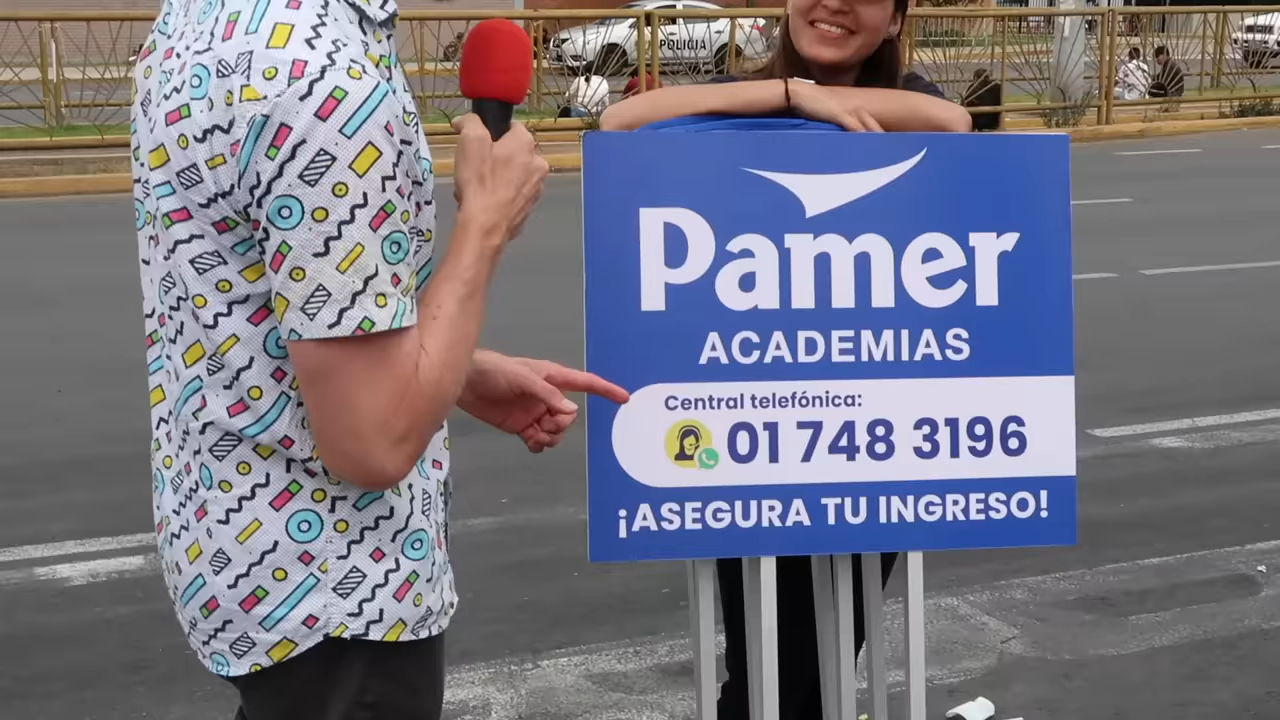 POLICIA
Pamer
ACADEMIAS
Central telefónica:
01 748 3196
¡ASEGURA TU INGRESO!